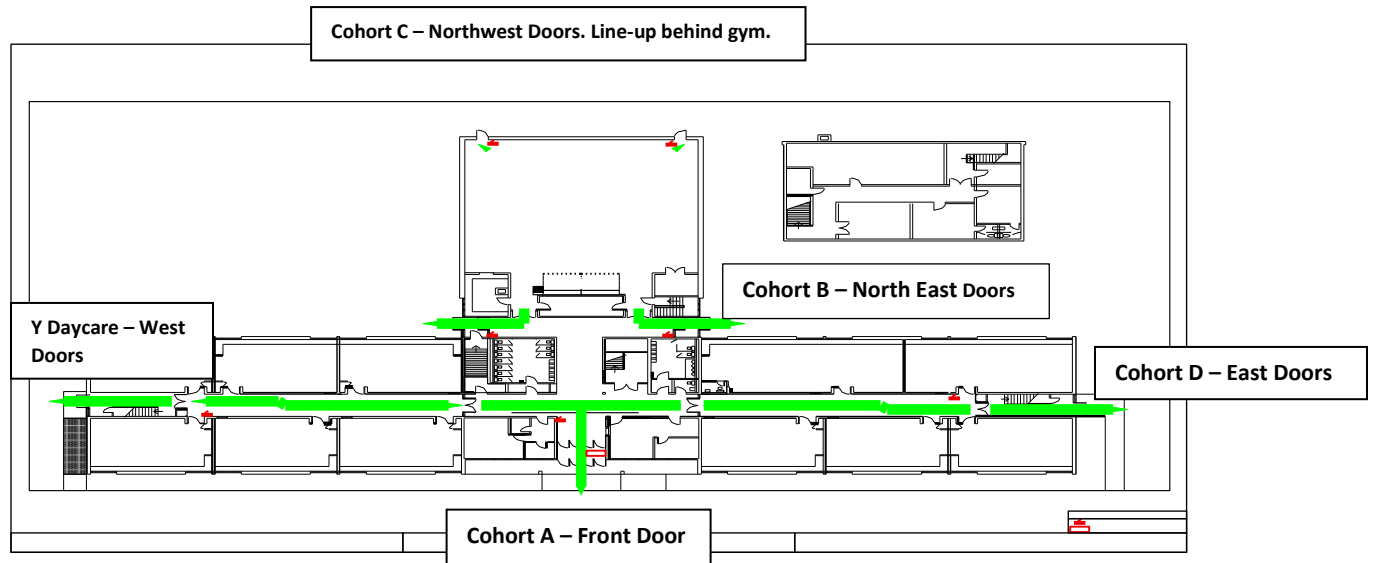 Cohort C – Northwest Doors. Line-up behind gym.
Cohort B – North East Doors
Y Daycare – West
Doors
Cohort D – East Doors
Cohort A – Front Door